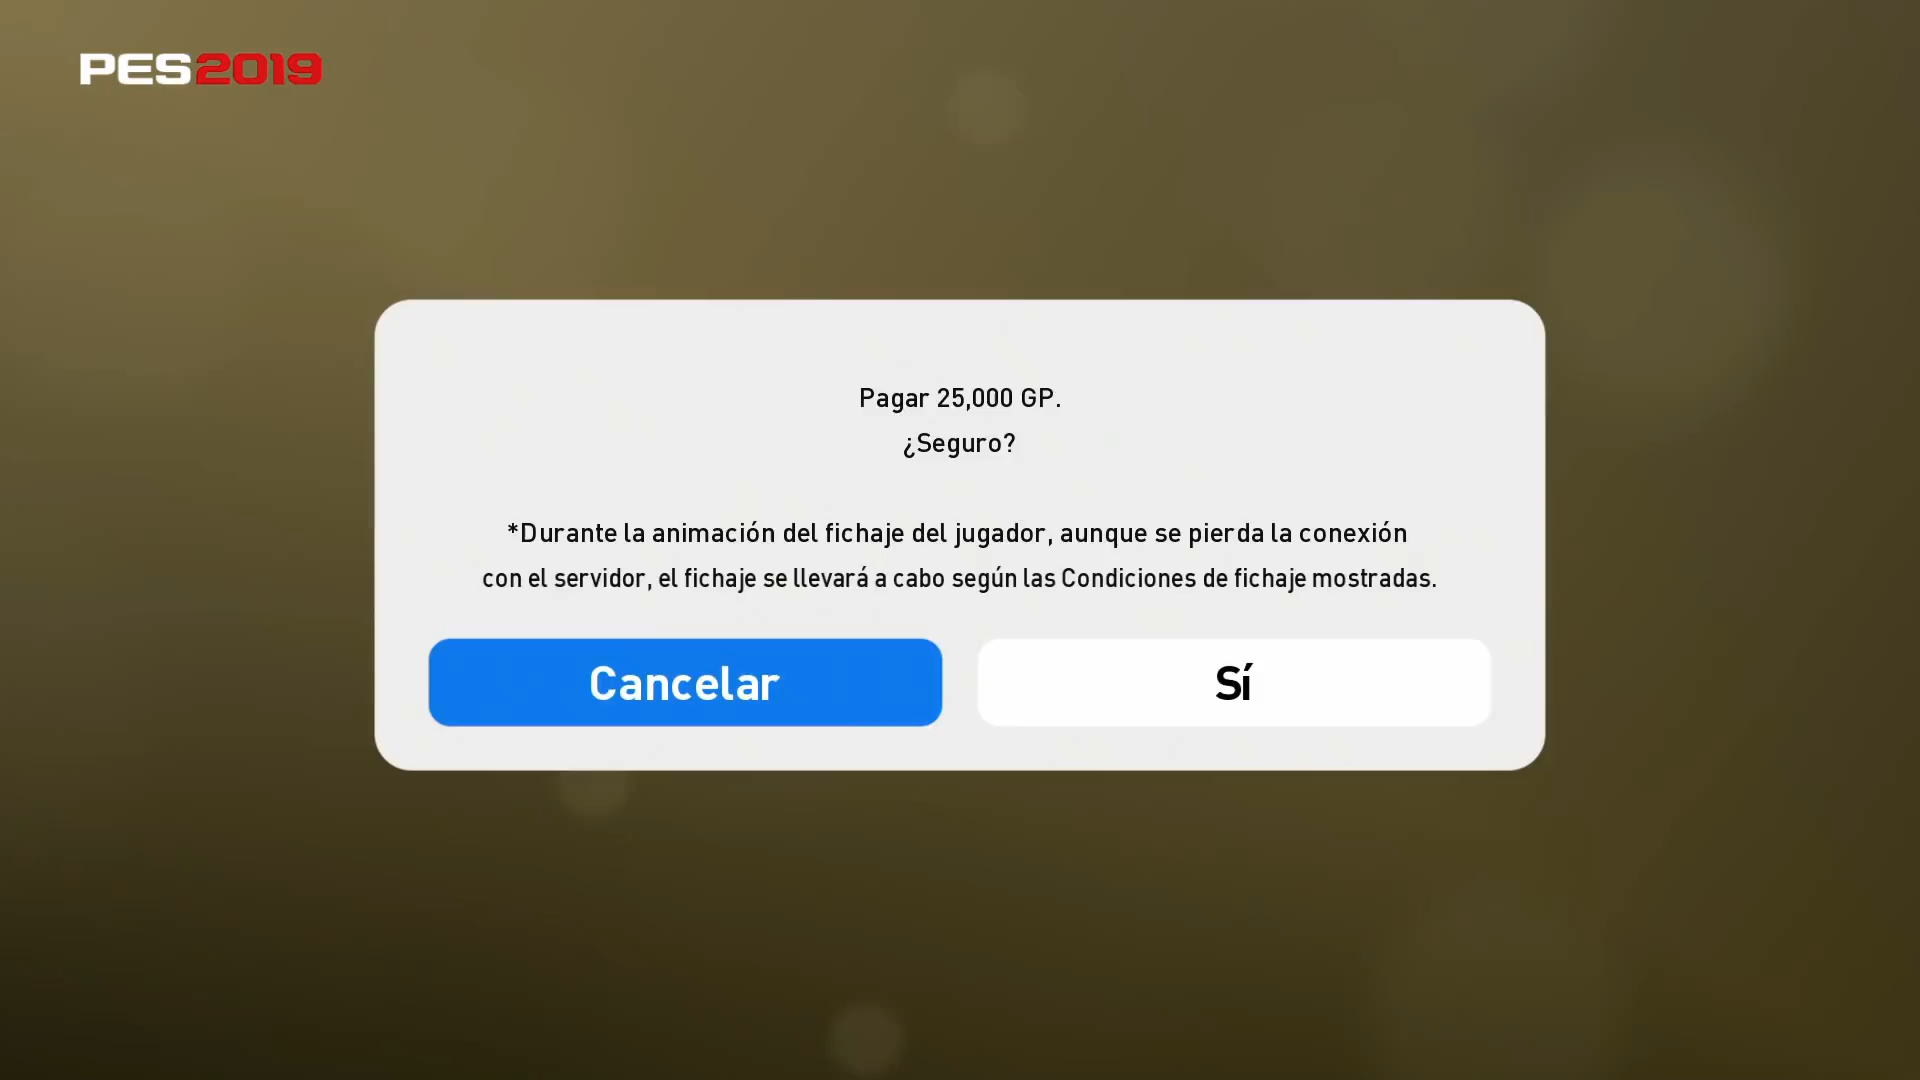 PES2019
Pagar 25,000 GP.
¿Seguro?
*Durante la animación del fichaje del jugador, aunque se pierda la conexión
con el servidor, el fichaje se llevará a cabo según las Condiciones de fichaje mostradas.
Cancelar
Sí